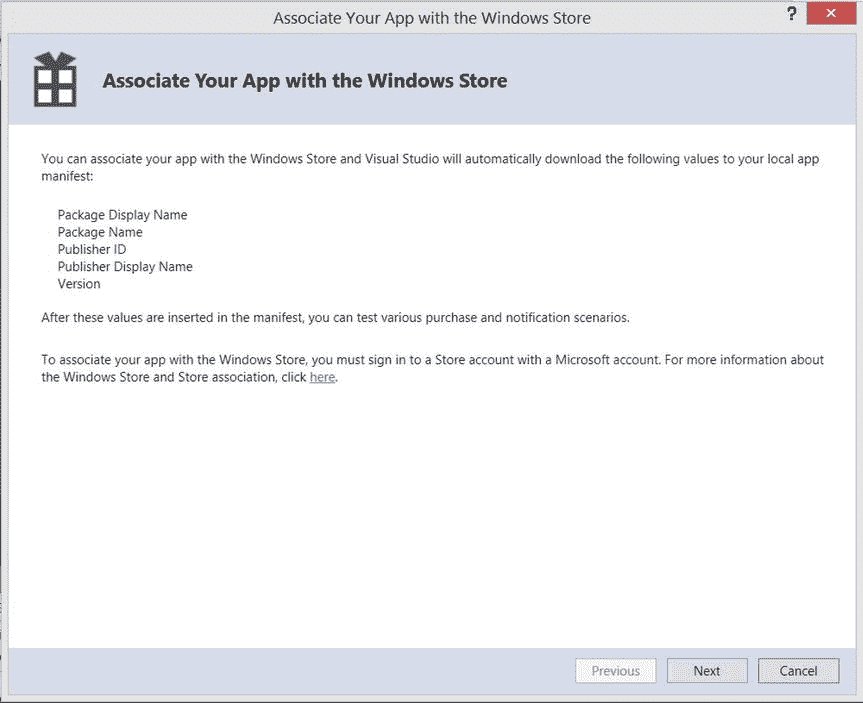 Associate Your App with the Windows Store
?
Associate Your App with the Windows Store
You can associate your app with the Windows Store and Visual Studio will automatically download the following values to your local app
manifest:
Package Display Name
Package Name
Publisher ID
Publisher Display Name
Version
After these values are inserted in the manifest, you can test various purchase and notification scenarios.
To associate your app with the Windows Store, you must sign in to a Store account with a Microsoft account. For more information about
the Windows Store and Store association, click here.
Previous Next Cancel